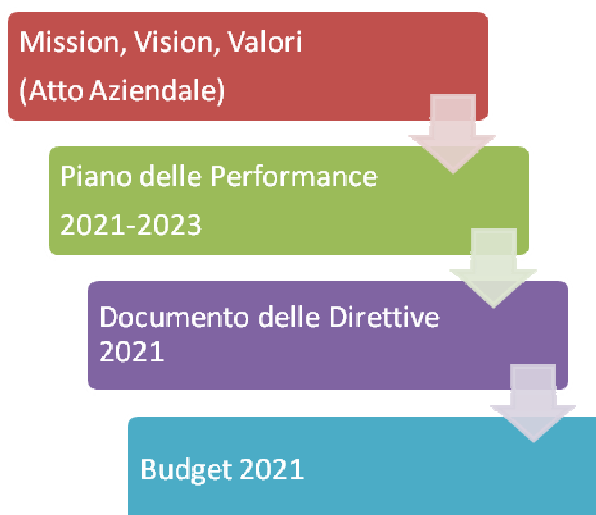 Mission, Vision, Valori
(Atto Aziendale)
Piano delle Performance
2021-2023
Documento delle Direttive
2021
Budget 2021